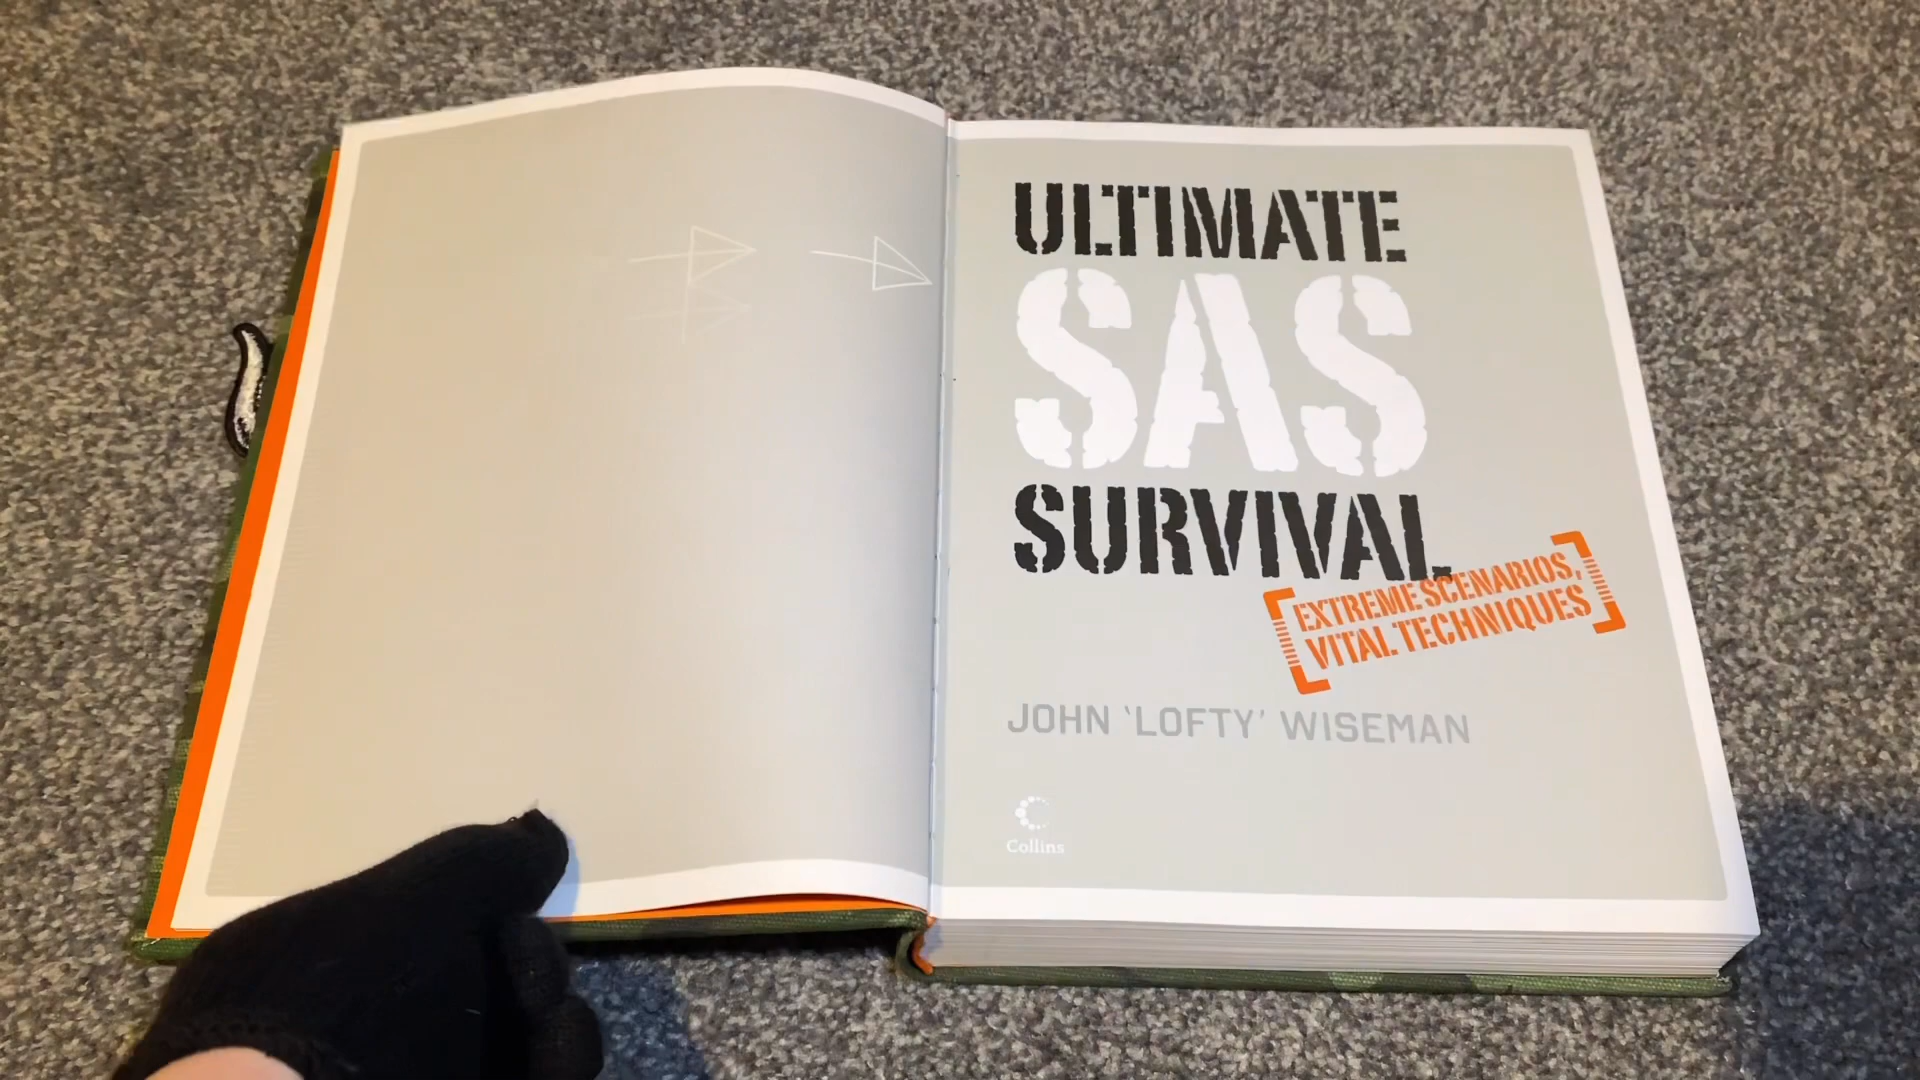 ULTIMATE
SAS
SURVIVAL
EXTREME SCENARIOS,
VITAL TECHNIQUES
JOHN ‘LOFTY’ WISEMAN
Collins